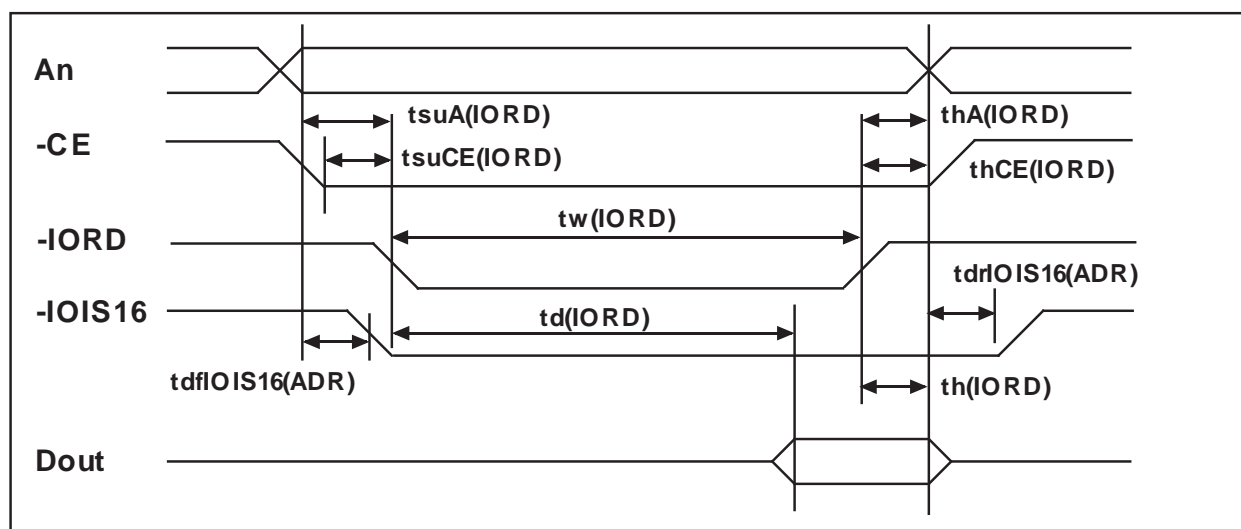 An
tsuA(IORD)
thA(IORD)
-CE
tsuCE(IORD)
thCE(IORD)
tw(IORD)
-IORD
tdrIOIS16(ADR)
-IOIS16
td(IORD)
tdfIOIS16(ADR)
th(IORD)
Dout